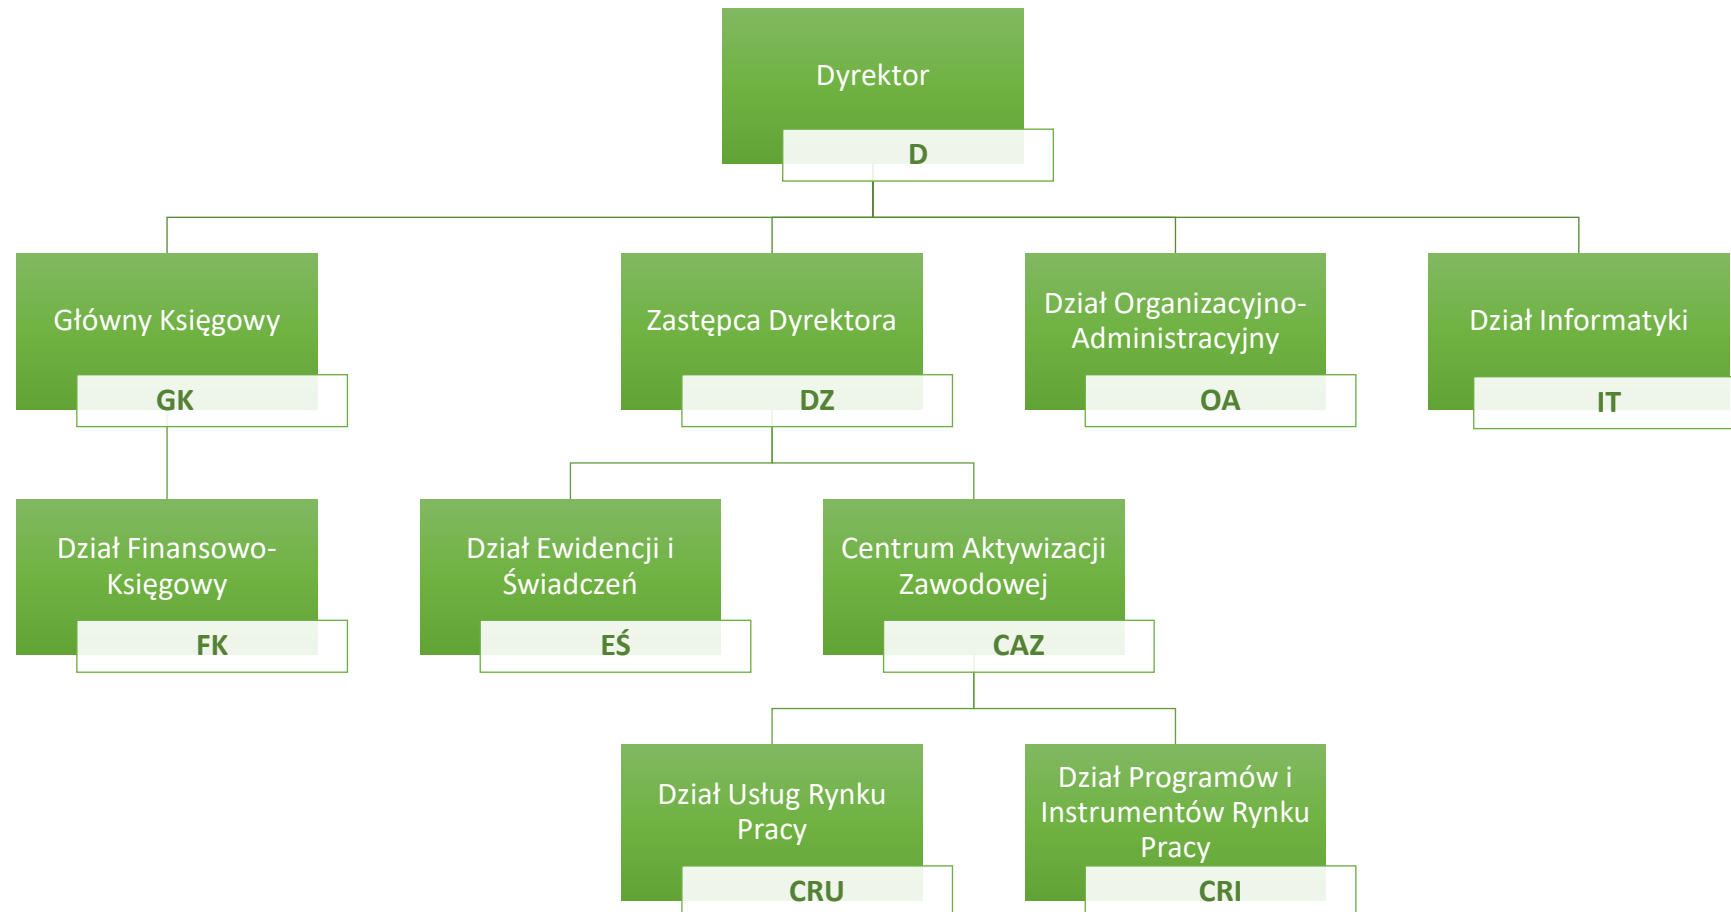 Dyrektor
D
Główny Księgowy
GK
Zastępca Dyrektora
DZ
Dział Organizacyjno-
Administracyjny
OA
Dział Informatyki
IT
Dział Finansowo-
Księgowy
FK
Dział Ewidencji i
Świadczeń
EŚ
Centrum Aktywizacji
Zawodowej
CAZ
Dział Usług Rynku
Pracy
CRU
Dział Programów i
Instrumentów Rynku
Pracy
CRI